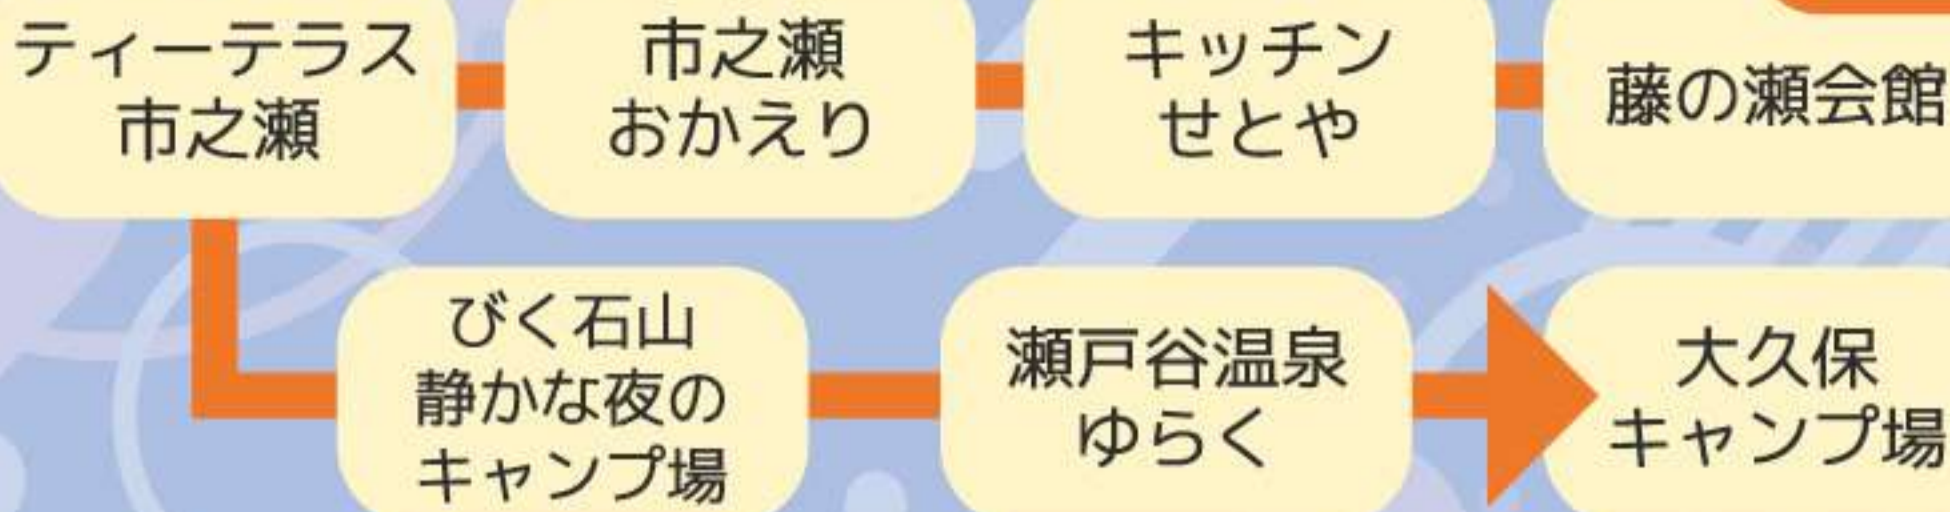 ティーテラス
市之瀬
市之瀬
おかえり
キッチン
せとや
藤の瀬会館
びく石山
静かな夜の
キャンプ場
瀬戸谷温泉
ゆらく
大久保
キャンプ場